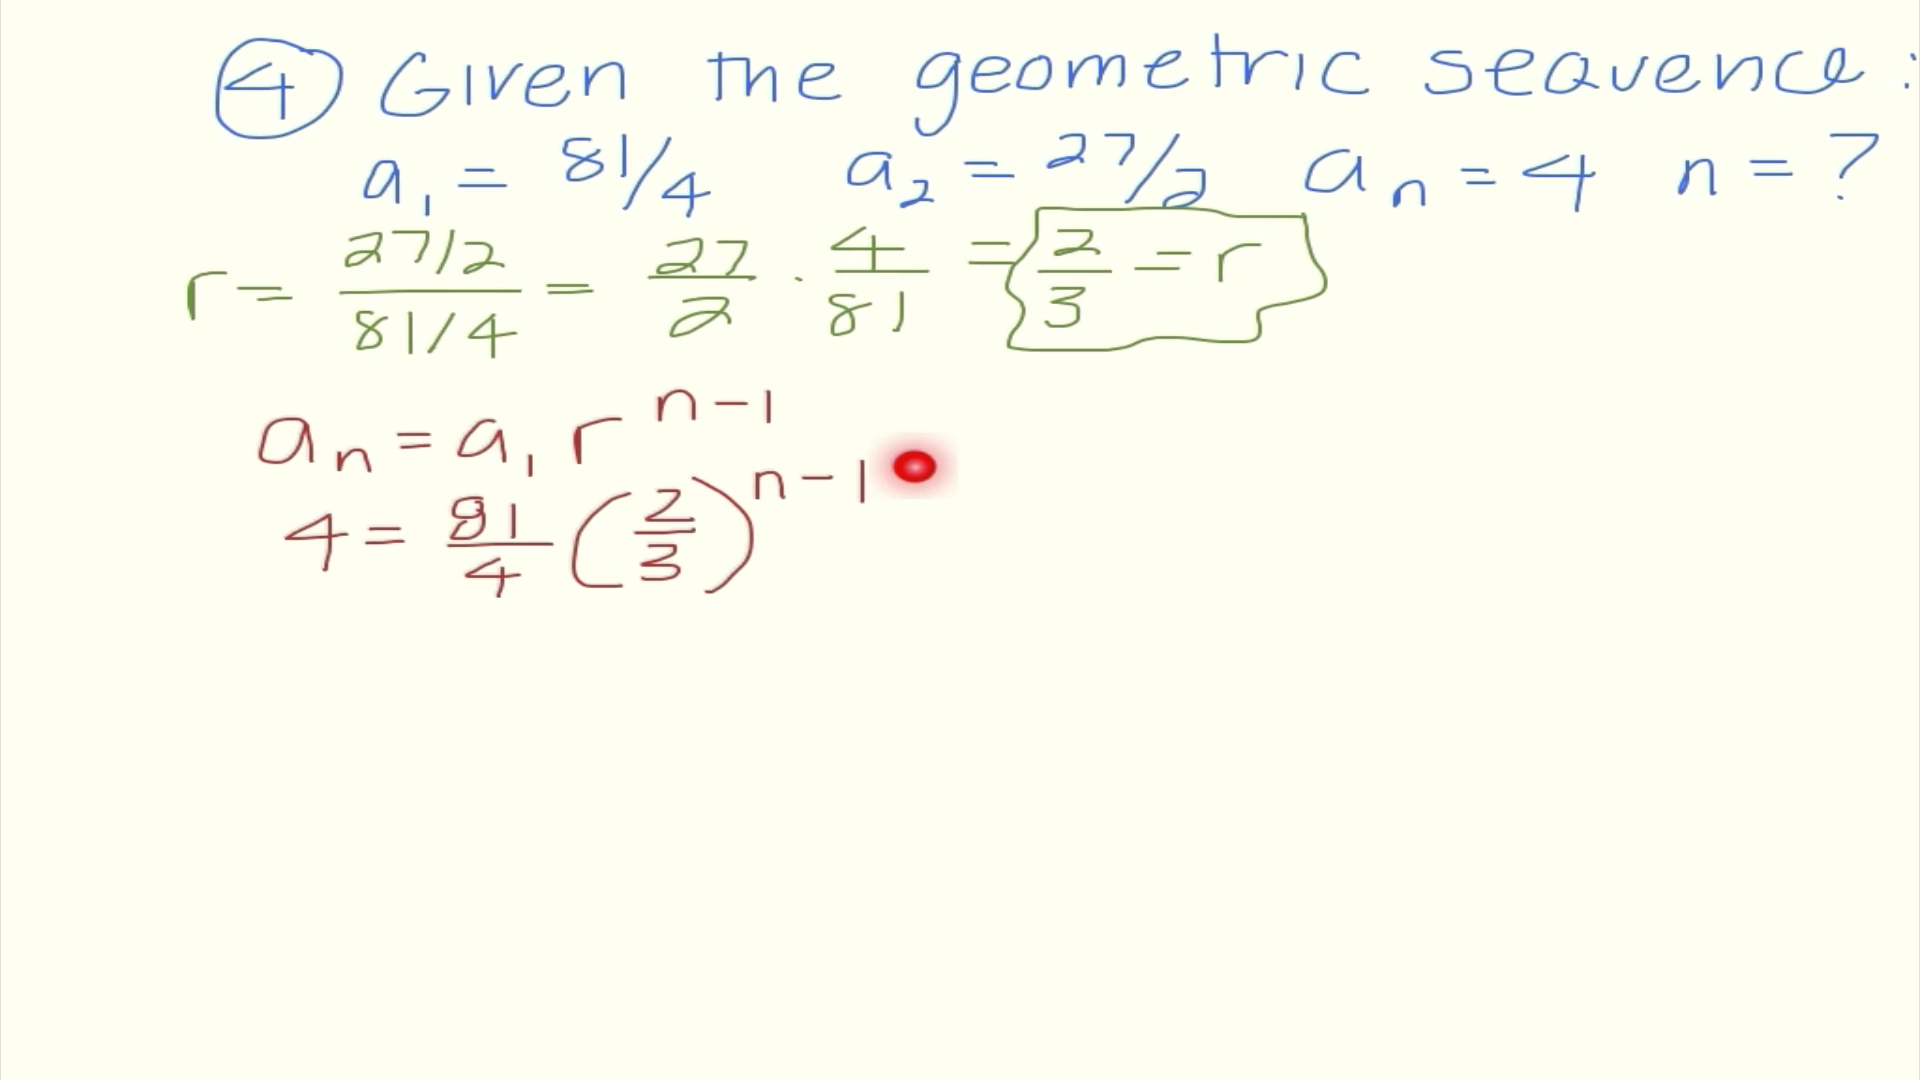 ④ Given the geometric sequence:
a₁ = 81/4 a₂ = 27/2 aₙ = 4 n = ?
r = (27/2)/(81/4) = 27/2 · 4/81 = 2/3 = r
aₙ = a₁ r^(n-1)
4 = 81/4 (2/3)^(n-1)